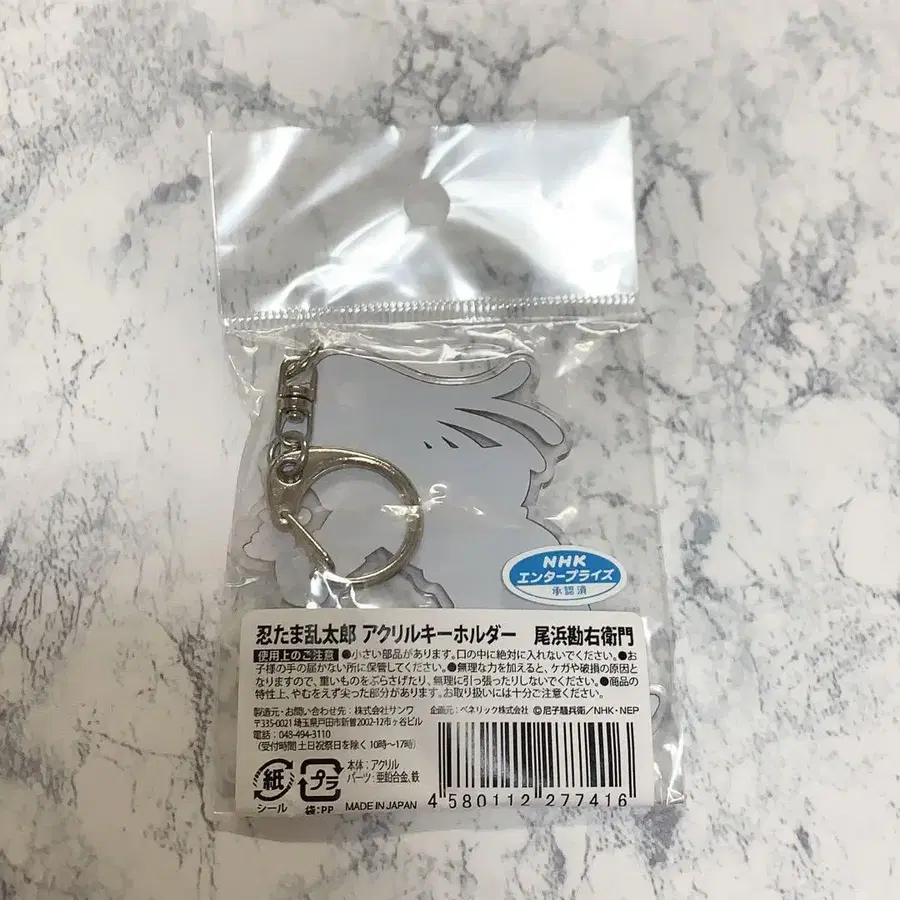 NHK
エンタープライズ
承認済
忍たま乱太郎 アクリルキーホルダー 尾浜勘右衛門
使用上のご注意 ●小さい部品があります。口の中に絶対に入れないでください。●お
子様の手の届かない所に保管してください。●無理な力を加えると、ケガや破損の原因と
なりますので、重いものをぶらさげたり、無理に引っ張ったりしないでください。●商品の
特性上、やむをえず尖った部分があります。お取り扱いには十分ご注意ください。
製造元・お問い合わせ先:株式会社サンワ 企画元:ベネリック株式会社 ©尼子騒兵衛/NHK・NEP
〒335-0021 埼玉県戸田市新曽2002-12市ヶ谷ビル
電話:048-494-3110
(受付時間 土日祝祭日を除く 10時~17時)
紙
シール
プラ
袋:PP
本体:アクリル
パーツ:亜鉛合金、鉄
MADE IN JAPAN
4 580112 277416